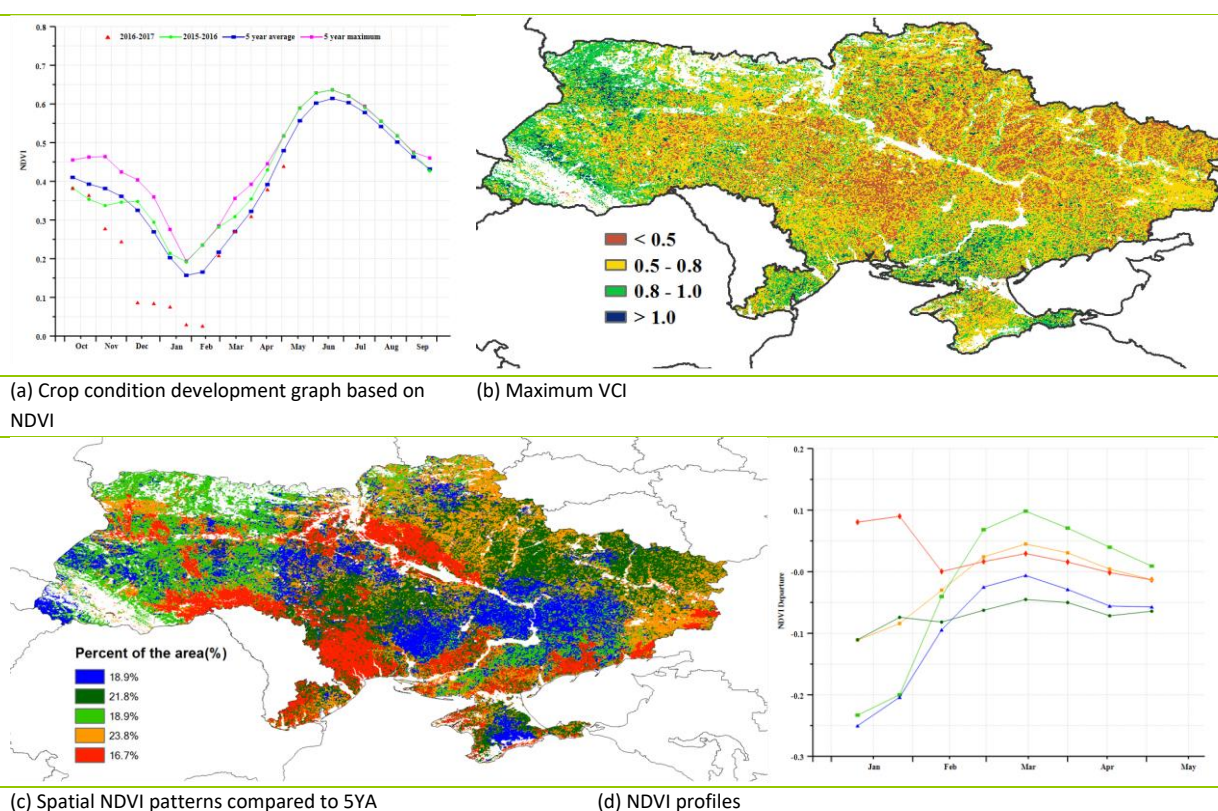 2016-2017 2015-2016 5 year average 5 year maximum
0.8
0.7
0.6
0.5
0.4
0.3
0.2
0.1
0.0
NDVI
Oct Nov Dec Jan Feb Mar Apr May Jun Jul Aug Sep
< 0.5
0.5 - 0.8
0.8 - 1.0
> 1.0
(a) Crop condition development graph based on
NDVI
(b) Maximum VCI
Percent of the area(%)
18.9%
21.8%
18.9%
23.8%
16.7%
0.2
0.1
-0.0
-0.1
-0.2
-0.3
NDVI Departure
Jan Feb Mar Apr May
(c) Spatial NDVI patterns compared to 5YA
(d) NDVI profiles